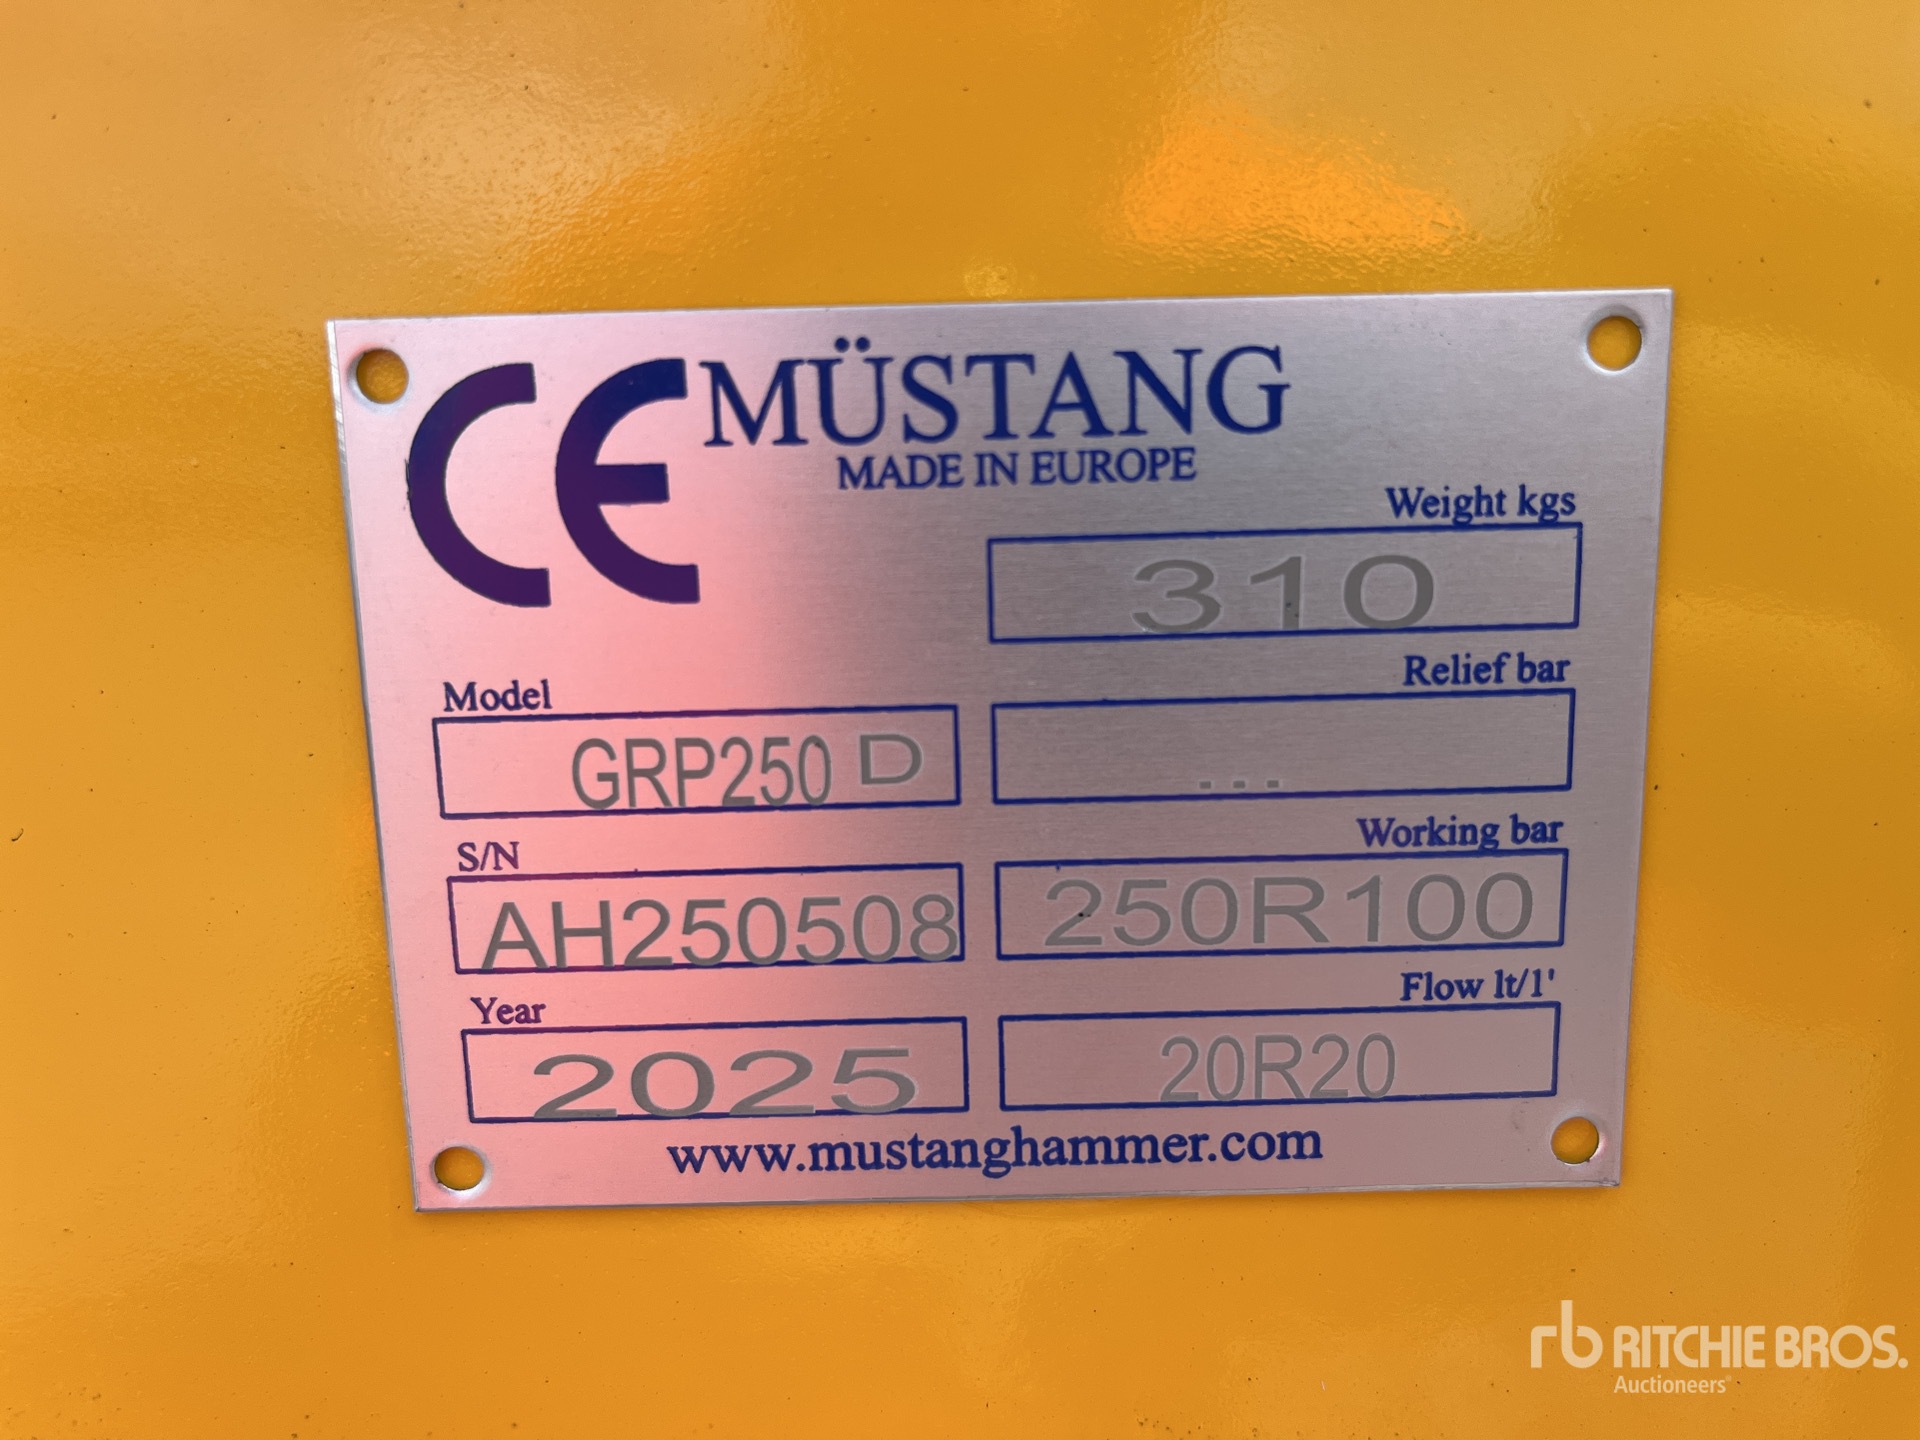 CE MÜSTANG
MADE IN EUROPE
Weight kgs
310
Model
GRP250 D
Relief bar
...
S/N
AH250508
Working bar
250R100
Year
2025
Flow lt/1'
20R20
www.mustanghammer.com
rb RITCHIE BROS.
Auctioneers